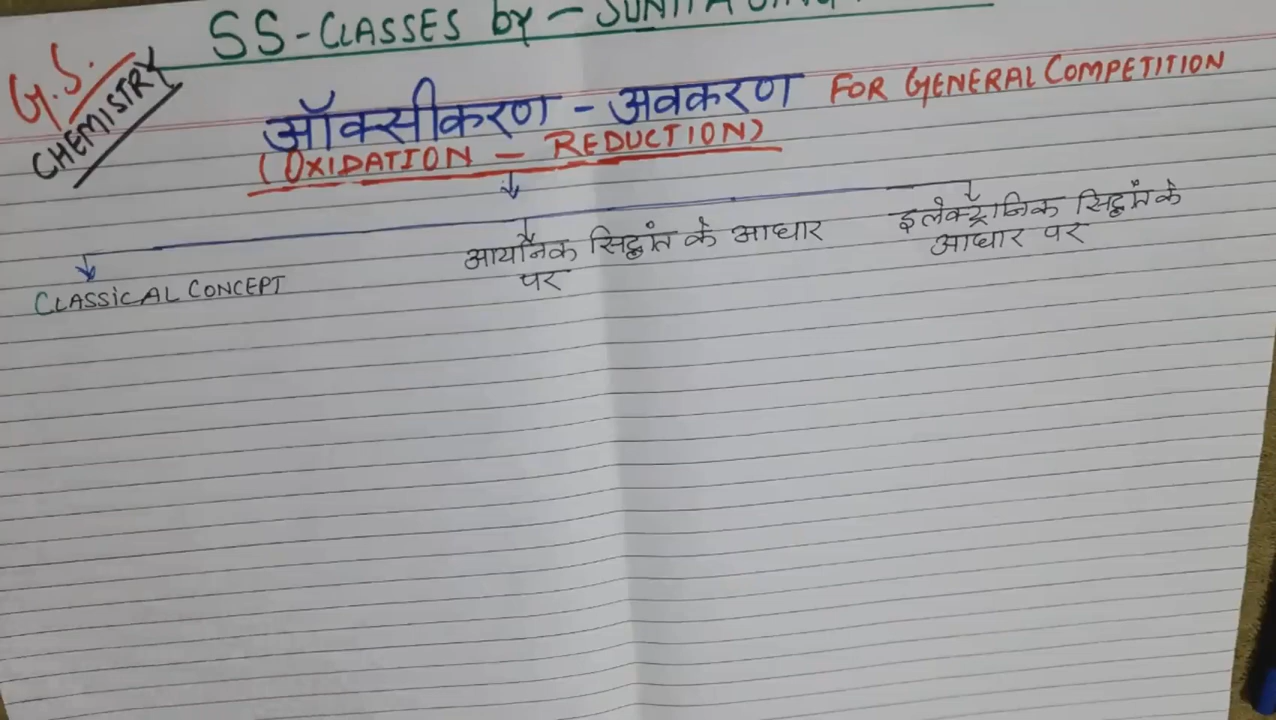 SS-CLASSES by-
G.S.
CHEMISTRY
ऑक्सीकरण - अवकरण FOR GENERAL COMPETITION
(OXIDATION - REDUCTION)
CLASSICAL CONCEPT
आयनिक सिद्धांत के आधार
पर
इलेक्ट्रानिक सिद्धांत के
आधार पर